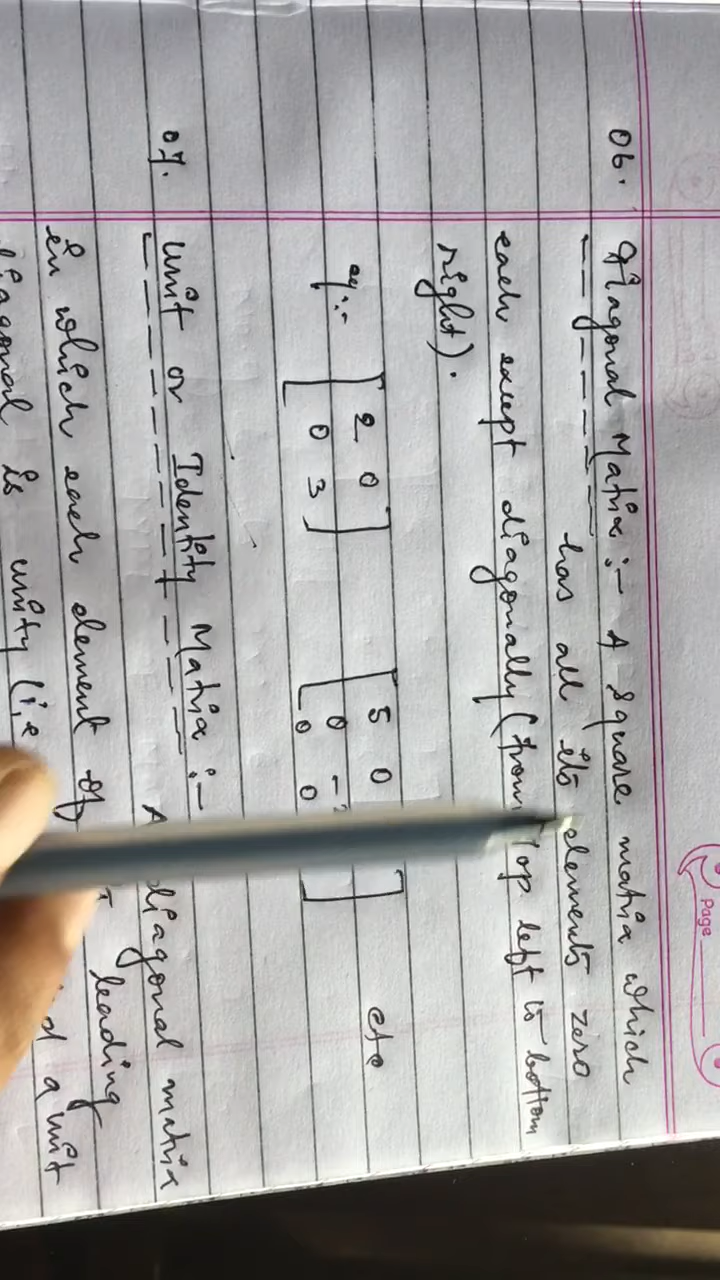 Page
06. Diagonal Matrix :- A square matrix which
has all its elements zero
each except diagonally (from top left to bottom
right).
eg:- [ 2 0 [ 5 0 ] etc
0 3 ] 0 -
0 0
07. Unit or Identity Matrix :- A diagonal matrix
in which each element of leading
diagonal is unity (i.e a unit